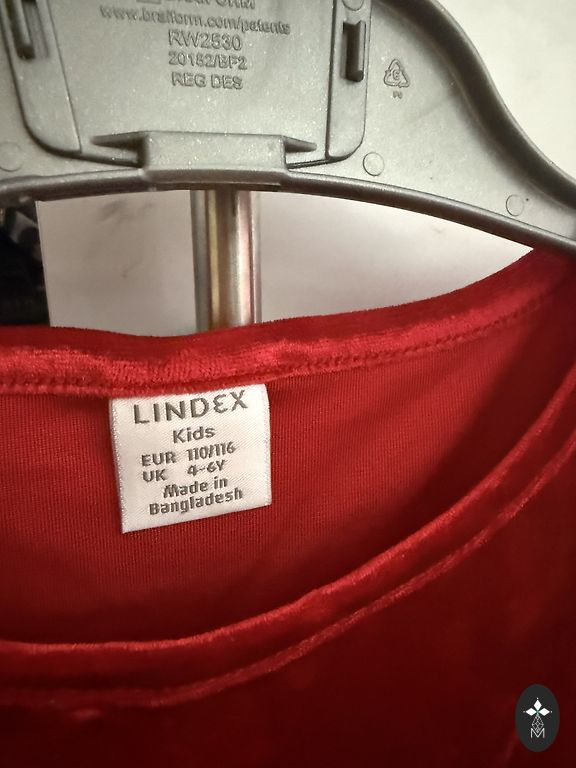 www.braiform.com/patents
RW2530
20182/BF2
REG DES
LINDEX
Kids
EUR 110/116
UK 4-6Y
Made in
Bangladesh